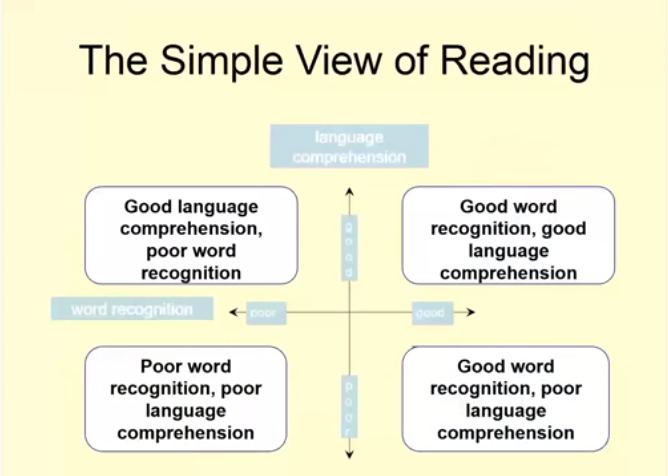 The Simple View of Reading
language
comprehension
Good language
comprehension,
poor word
recognition
good
Good word
recognition, good
language
comprehension
word recognition
poor
good
Poor word
recognition, poor
language
comprehension
poor
Good word
recognition, poor
language
comprehension